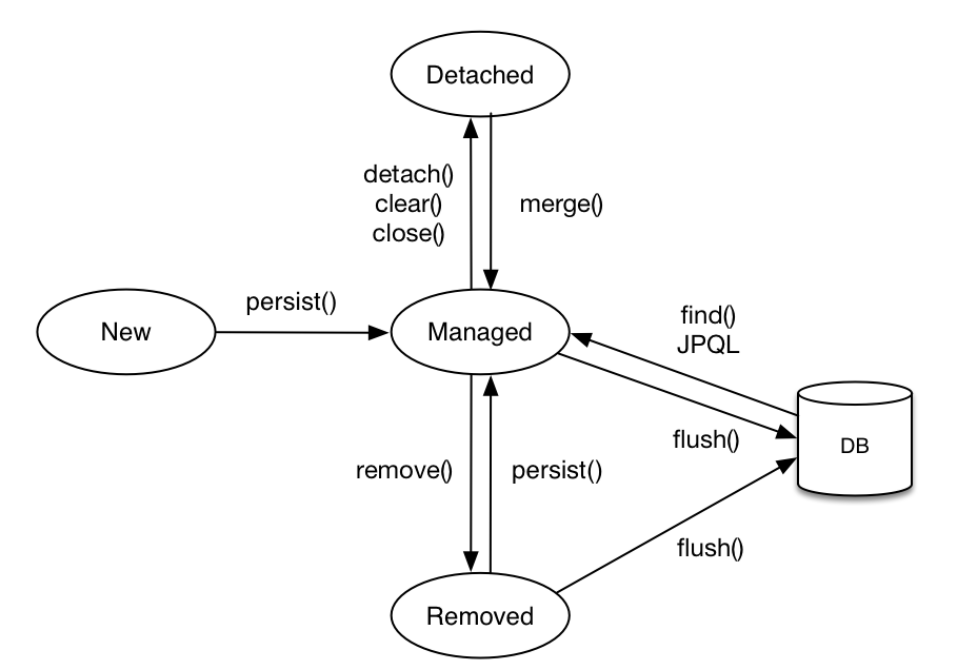 Detached
detach()
clear()
close()
merge()
New
persist()
Managed
find()
JPQL
flush()
DB
remove()
persist()
flush()
Removed